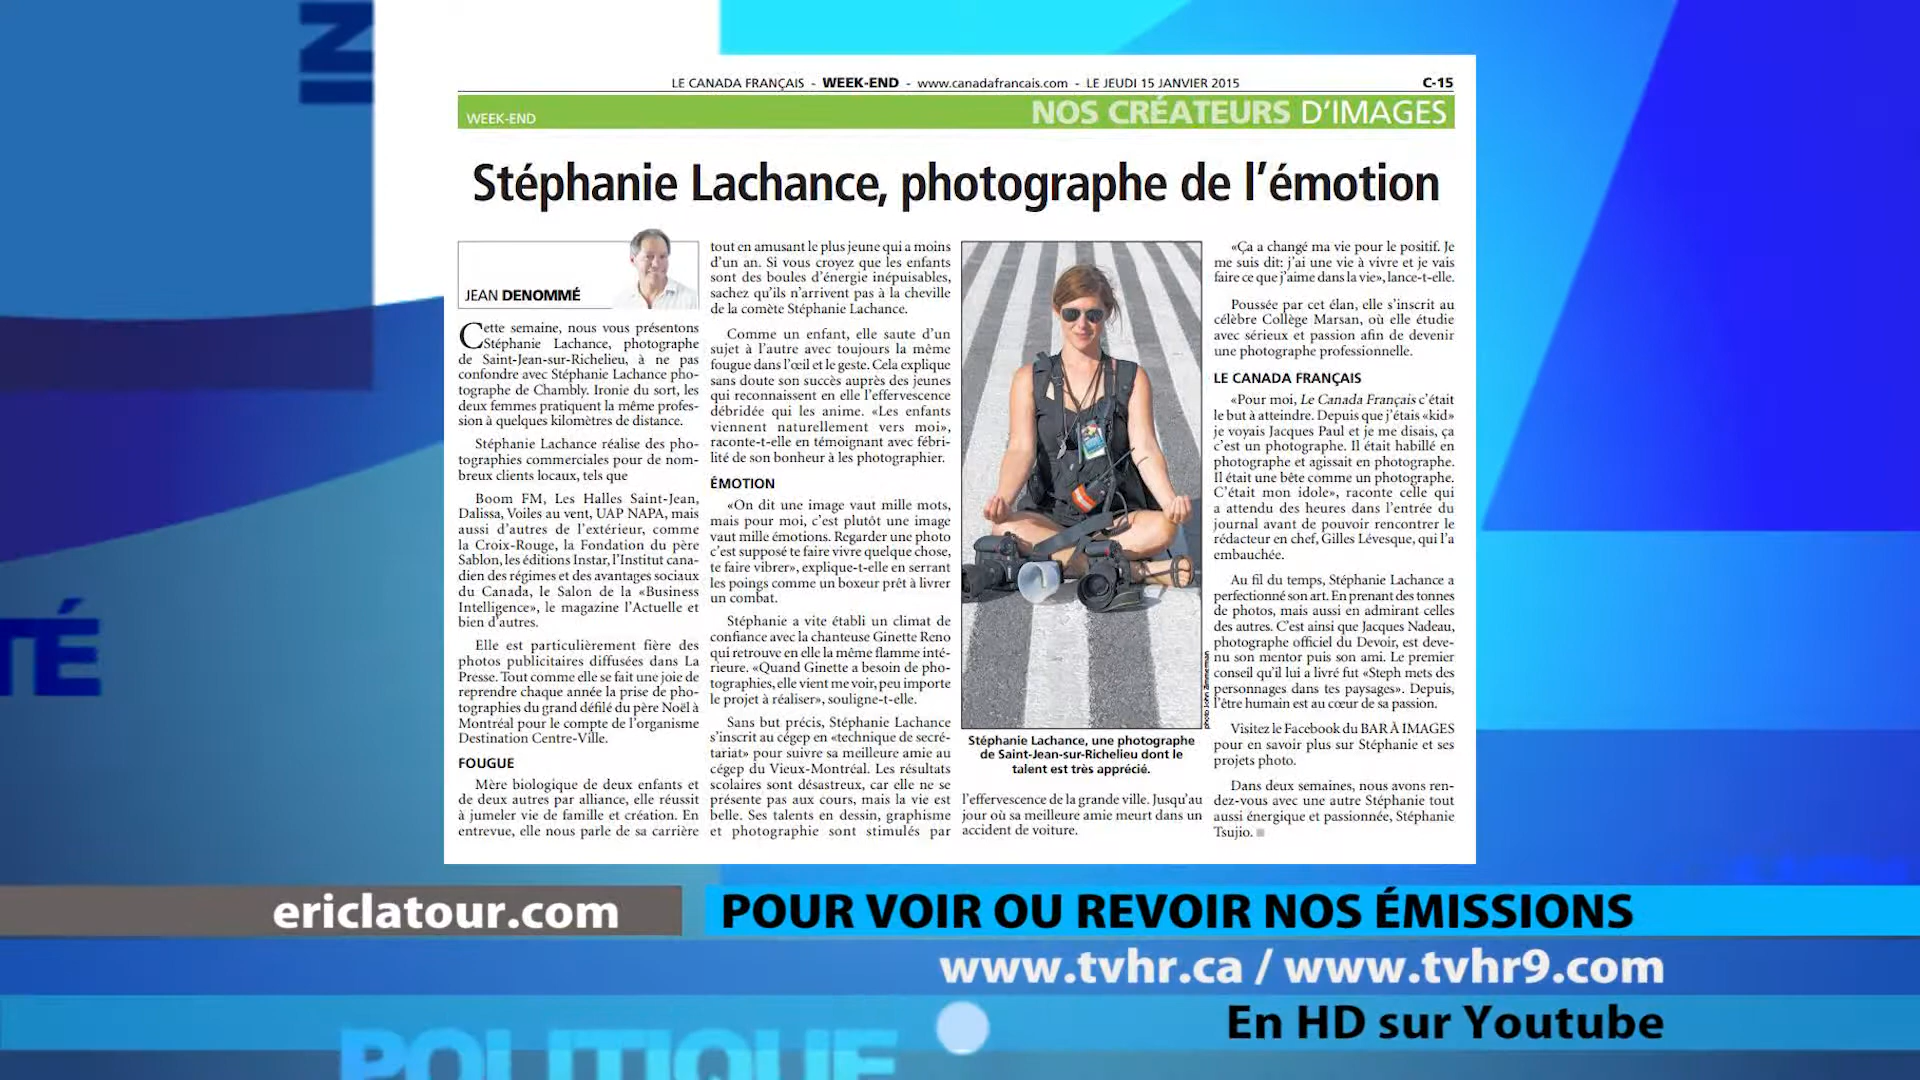 IN
LE CANADA FRANÇAIS - WEEK-END - www.canadafrancais.com - LE JEUDI 15 JANVIER 2015
C-15
WEEK-END
NOS CRÉATEURS D'IMAGES
Stéphanie Lachance, photographe de l'émotion
JEAN DENOMMÉ
Cette semaine, nous vous présentons
Stéphanie Lachance, photographe
de Saint-Jean-sur-Richelieu, à ne pas
confondre avec Stéphanie Lachance pho-
tographe de Chambly. Ironie du sort, les
deux femmes pratiquent la même profes-
sion à quelques kilomètres de distance.
Stéphanie Lachance réalise des pho-
tographies commerciales pour de nom-
breux clients locaux, tels que
Boom FM, Les Halles Saint-Jean,
Dalissa, Voiles au vent, UAP NAPA, mais
aussi d'autres de l'extérieur, comme
la Croix-Rouge, la Fondation du père
Sablon, les éditions Instar, l'Institut cana-
dien des régimes et des avantages sociaux
du Canada, le Salon de la «Business
Intelligence», le magazine l'Actuelle et
bien d'autres.
Elle est particulièrement fière des
photos publicitaires diffusées dans La
Presse. Tout comme elle se fait une joie de
reprendre chaque année la prise de pho-
tographies du grand défilé du père Noël à
Montréal pour le compte de l'organisme
Destination Centre-Ville.
FOUGUE
Mère biologique de deux enfants et
de deux autres par alliance, elle réussit
à jumeler vie de famille et création. En
entrevue, elle nous parle de sa carrière
tout en amusant le plus jeune qui a moins
d'un an. Si vous croyez que les enfants
sont des boules d'énergie inépuisables,
sachez qu'ils n'arrivent pas à la cheville
de la comète Stéphanie Lachance.
Comme un enfant, elle saute d'un
sujet à l'autre avec toujours la même
fougue dans l'œil et le geste. Cela explique
sans doute son succès auprès des jeunes
qui reconnaissent en elle l'effervescence
débridée qui les anime. «Les enfants
viennent naturellement vers moi»,
raconte-t-elle en témoignant avec fébri-
lité de son bonheur à les photographier.
ÉMOTION
«On dit une image vaut mille mots,
mais pour moi, c'est plutôt une image
vaut mille émotions. Regarder une photo
c'est supposé te faire vivre quelque chose,
te faire vibrer», explique-t-elle en serrant
les poings comme un boxeur prêt à livrer
un combat.
Stéphanie a vite établi un climat de
confiance avec la chanteuse Ginette Reno
qui retrouve en elle la même flamme inté-
rieure. «Quand Ginette a besoin de pho-
tographies, elle vient me voir, peu importe
le projet à réaliser», souligne-t-elle.
Sans but précis, Stéphanie Lachance
s'inscrit au cégep en «technique de secré-
tariat» pour suivre sa meilleure amie au
cégep du Vieux-Montréal. Les résultats
scolaires sont désastreux, car elle ne se
présente pas aux cours, mais la vie est
belle. Ses talents en dessin, graphisme
et photographie sont stimulés par
photo John Zimmerman
Stéphanie Lachance, une photographe
de Saint-Jean-sur-Richelieu dont le
talent est très apprécié.
l'effervescence de la grande ville. Jusqu'au
jour où sa meilleure amie meurt dans un
accident de voiture.
«Ça a changé ma vie pour le positif. Je
me suis dit: j'ai une vie à vivre et je vais
faire ce que j'aime dans la vie», lance-t-elle.
Poussée par cet élan, elle s'inscrit au
célèbre Collège Marsan, où elle étudie
avec sérieux et passion afin de devenir
une photographe professionnelle.
LE CANADA FRANÇAIS
«Pour moi, Le Canada Français c'était
le but à atteindre. Depuis que j'étais «kid»
je voyais Jacques Paul et je me disais, ça
c'est un photographe. Il était habillé en
photographe et agissait en photographe.
Il était une bête comme un photographe.
C'était mon idole», raconte celle qui
a attendu des heures dans l'entrée du
journal avant de pouvoir rencontrer le
rédacteur en chef, Gilles Lévesque, qui l'a
embauchée.
Au fil du temps, Stéphanie Lachance a
perfectionné son art. En prenant des tonnes
de photos, mais aussi en admirant celles
des autres. C'est ainsi que Jacques Nadeau,
photographe officiel du Devoir, est deve-
nu son mentor puis son ami. Le premier
conseil qu'il lui a livré fut «Steph mets des
personnages dans tes paysages». Depuis,
l'être humain est au cœur de sa passion.
Visitez le Facebook du BAR À IMAGES
pour en savoir plus sur Stéphanie et ses
projets photo.
Dans deux semaines, nous avons ren-
dez-vous avec une autre Stéphanie tout
aussi énergique et passionnée, Stéphanie
Tsujio.
TÉ
ericlatour.com
POUR VOIR OU REVOIR NOS ÉMISSIONS
www.tvhr.ca / www.tvhr9.com
En HD sur Youtube
POLITIQUE